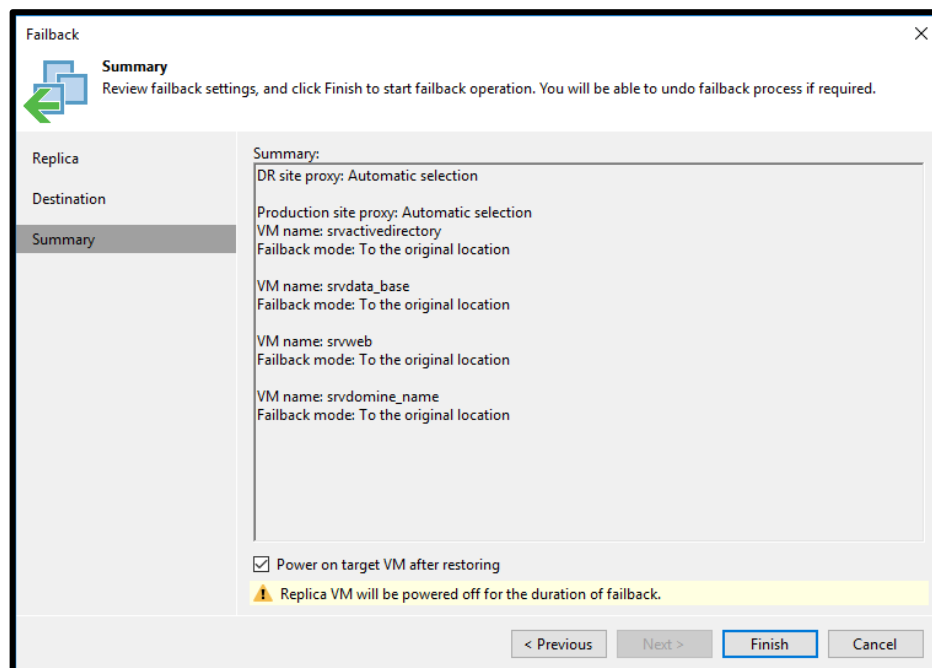 Failback
Summary
Review failback settings, and click Finish to start failback operation. You will be able to undo failback process if required.
Replica
Destination
Summary
Summary:
DR site proxy: Automatic selection
Production site proxy: Automatic selection
VM name: srvactivedirectory
Failback mode: To the original location
VM name: srvdata_base
Failback mode: To the original location
VM name: srvweb
Failback mode: To the original location
VM name: srvdomine_name
Failback mode: To the original location
Power on target VM after restoring
Replica VM will be powered off for the duration of failback.
< Previous
Next >
Finish
Cancel